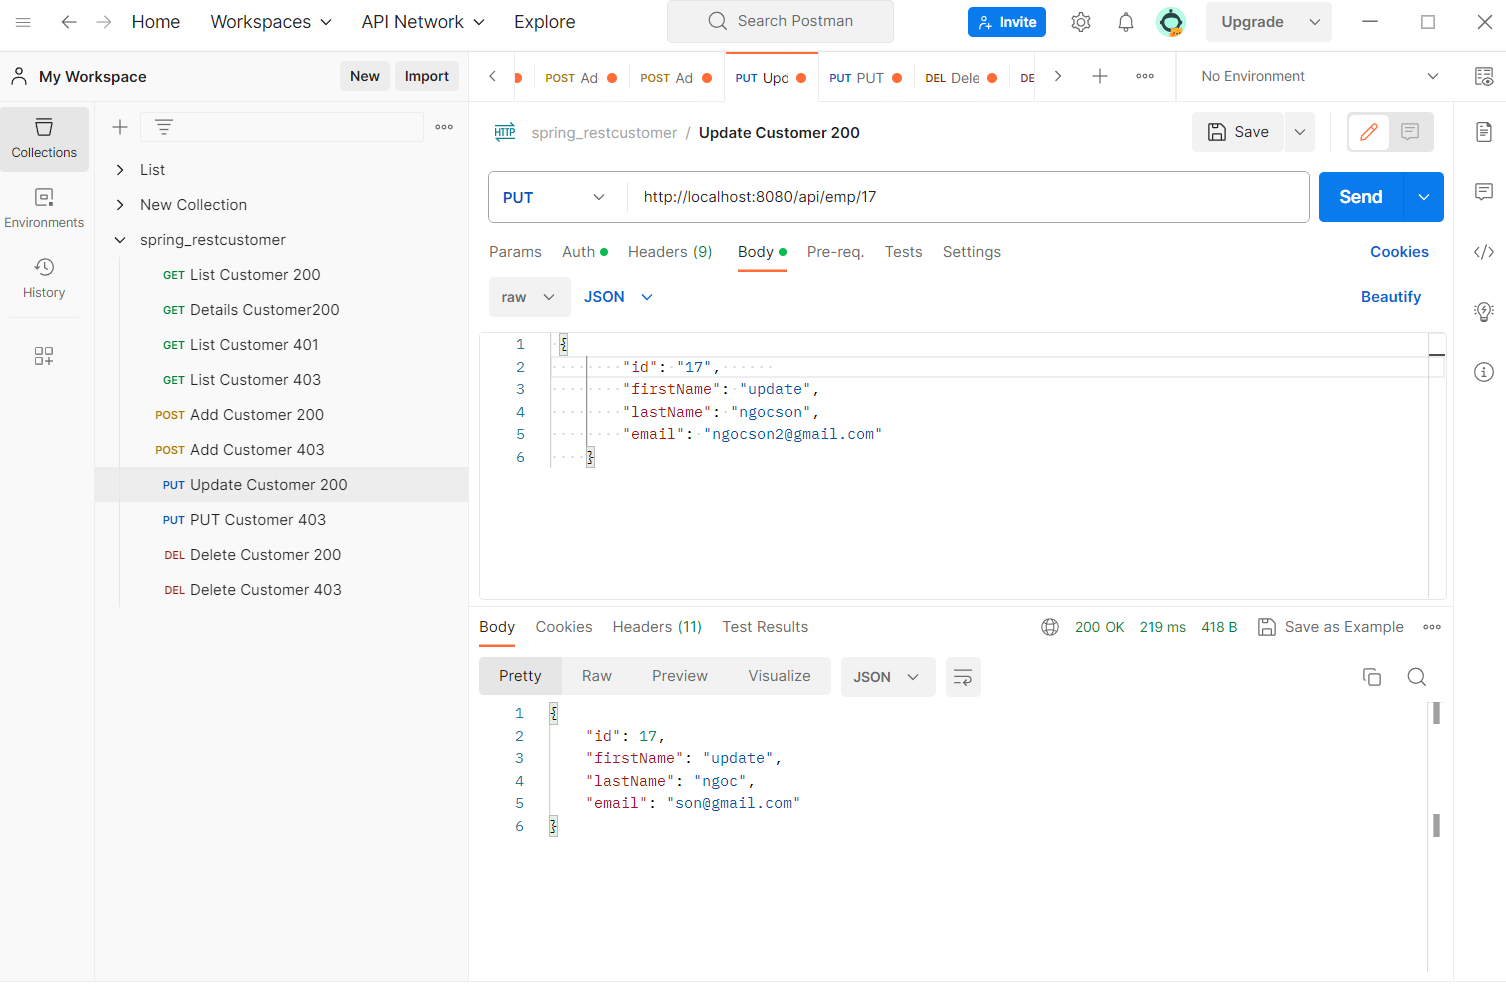 Home Workspaces API Network Explore Search Postman Invite Upgrade
My Workspace New Import POST Ad POST Ad PUT Upd PUT PUT DEL Dele DE No Environment
Collections
Environments
History
List
New Collection
spring_restcustomer
GET List Customer 200
GET Details Customer200
GET List Customer 401
GET List Customer 403
POST Add Customer 200
POST Add Customer 403
PUT Update Customer 200
PUT PUT Customer 403
DEL Delete Customer 200
DEL Delete Customer 403
HTTP spring_restcustomer / Update Customer 200 Save
PUT http://localhost:8080/api/emp/17 Send
Params Auth Headers (9) Body Pre-req. Tests Settings Cookies
raw JSON Beautify
1 {
2 "id": "17",
3 "firstName": "update",
4 "lastName": "ngocson",
5 "email": "ngocson2@gmail.com"
6 }
Body Cookies Headers (11) Test Results 200 OK 219 ms 418 B Save as Example
Pretty Raw Preview Visualize JSON
1 {
2 "id": 17,
3 "firstName": "update",
4 "lastName": "ngoc",
5 "email": "son@gmail.com"
6 }